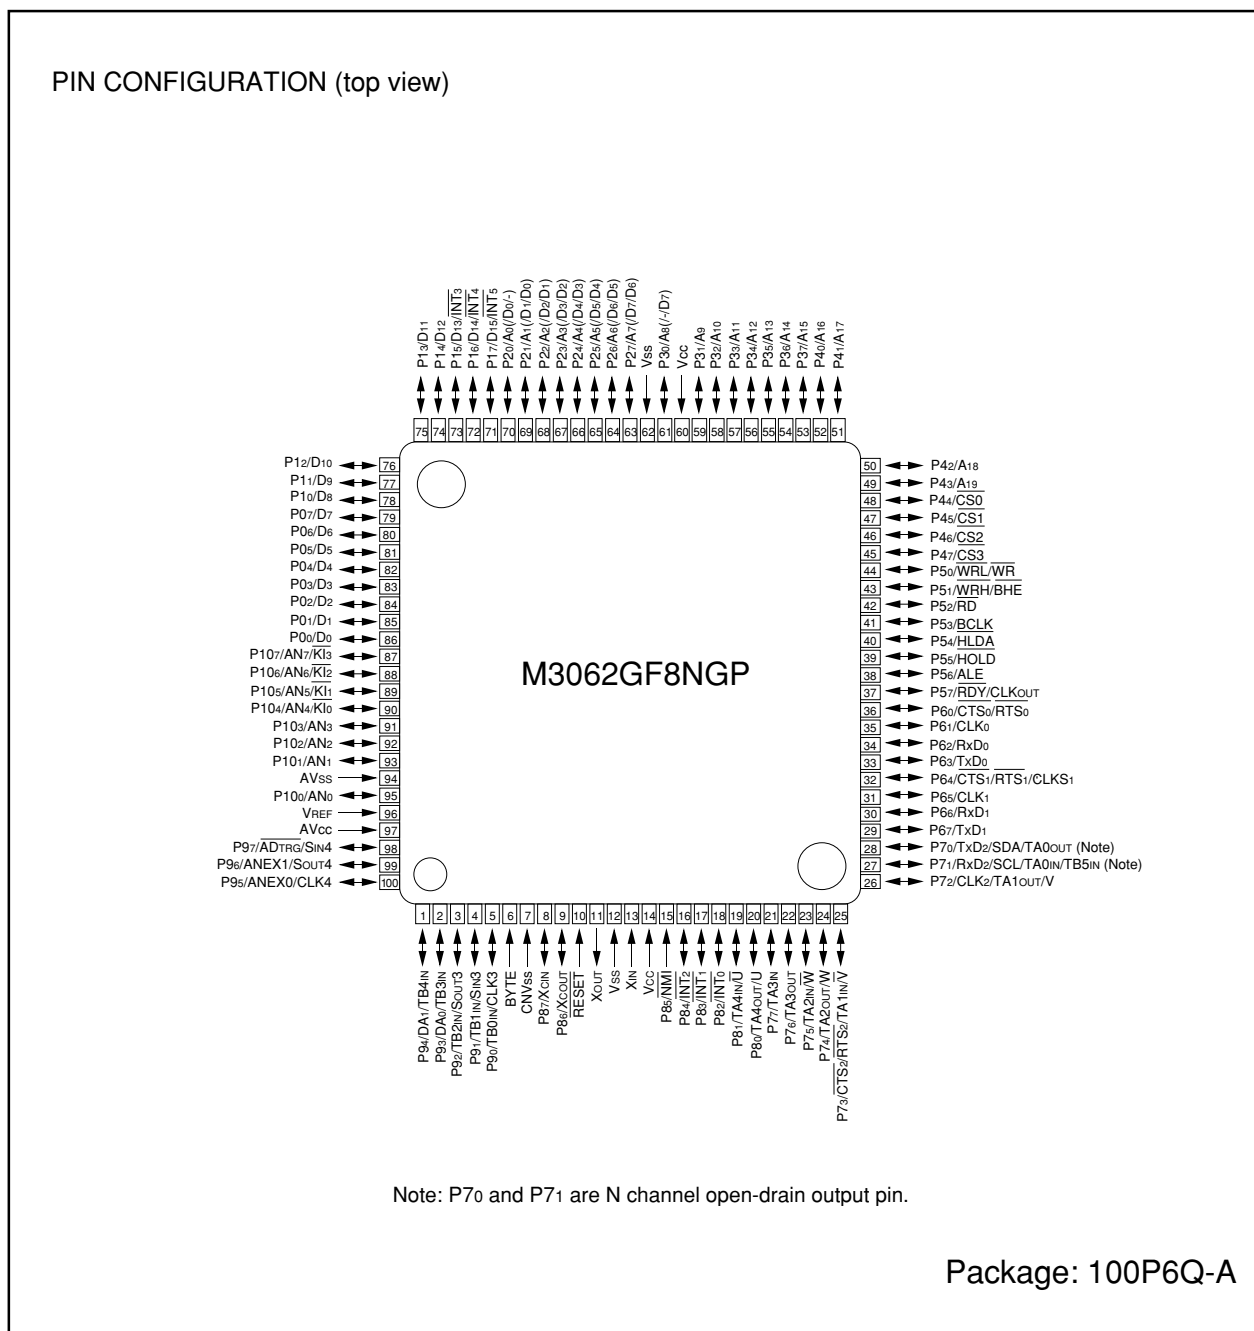 PIN CONFIGURATION (top view)
P13/D11
P14/D12
P15/D13/INT3
P16/D14/INT4
P17/D15/INT5
P20/A0(/D0/-)
P21/A1(/D1/D0)
P22/A2(/D2/D1)
P23/A3(/D3/D2)
P24/A4(/D4/D3)
P25/A5(/D5/D4)
P26/A6(/D6/D5)
P27/A7(/D7/D6)
Vss
P30/A8(/-/D7)
Vcc
P31/A9
P32/A10
P33/A11
P34/A12
P35/A13
P36/A14
P37/A15
P40/A16
P41/A17
75 74 73 72 71 70 69 68 67 66 65 64 63 62 61 60 59 58 57 56 55 54 53 52 51
P12/D10 76
P11/D9 77
P10/D8 78
P07/D7 79
P06/D6 80
P05/D5 81
P04/D4 82
P03/D3 83
P02/D2 84
P01/D1 85
P00/D0 86
P107/AN7/KI3 87
P106/AN6/KI2 88
P105/AN5/KI1 89
P104/AN4/KI0 90
P103/AN3 91
P102/AN2 92
P101/AN1 93
AVSS 94
P100/AN0 95
VREF 96
AVcc 97
P97/ADTRG/SIN4 98
P96/ANEX1/SOUT4 99
P95/ANEX0/CLK4 100
M3062GF8NGP
50 P42/A18
49 P43/A19
48 P44/CS0
47 P45/CS1
46 P46/CS2
45 P47/CS3
44 P50/WRL/WR
43 P51/WRH/BHE
42 P52/RD
41 P53/BCLK
40 P54/HLDA
39 P55/HOLD
38 P56/ALE
37 P57/RDY/CLKOUT
36 P60/CTS0/RTS0
35 P61/CLK0
34 P62/RxD0
33 P63/TxD0
32 P64/CTS1/RTS1/CLKS1
31 P65/CLK1
30 P66/RxD1
29 P67/TxD1
28 P70/TxD2/SDA/TA0OUT (Note)
27 P71/RxD2/SCL/TA0IN/TB5IN (Note)
26 P72/CLK2/TA1OUT/V
1 2 3 4 5 6 7 8 9 10 11 12 13 14 15 16 17 18 19 20 21 22 23 24 25
P94/DA1/TB4IN
P93/DA0/TB3IN
P92/TB2IN/SOUT3
P91/TB1IN/SIN3
P90/TB0IN/CLK3
BYTE
CNVss
P87/XCIN
P86/XCOUT
RESET
XOUT
VSS
XIN
VCC
P85/NMI
P84/INT2
P83/INT1
P82/INT0
P81/TA4IN/U
P80/TA4OUT/U
P77/TA3IN
P76/TA3OUT
P75/TA2IN/W
P74/TA2OUT/W
P73/CTS2/RTS2/TA1IN/V
Note: P70 and P71 are N channel open-drain output pin.
Package: 100P6Q-A